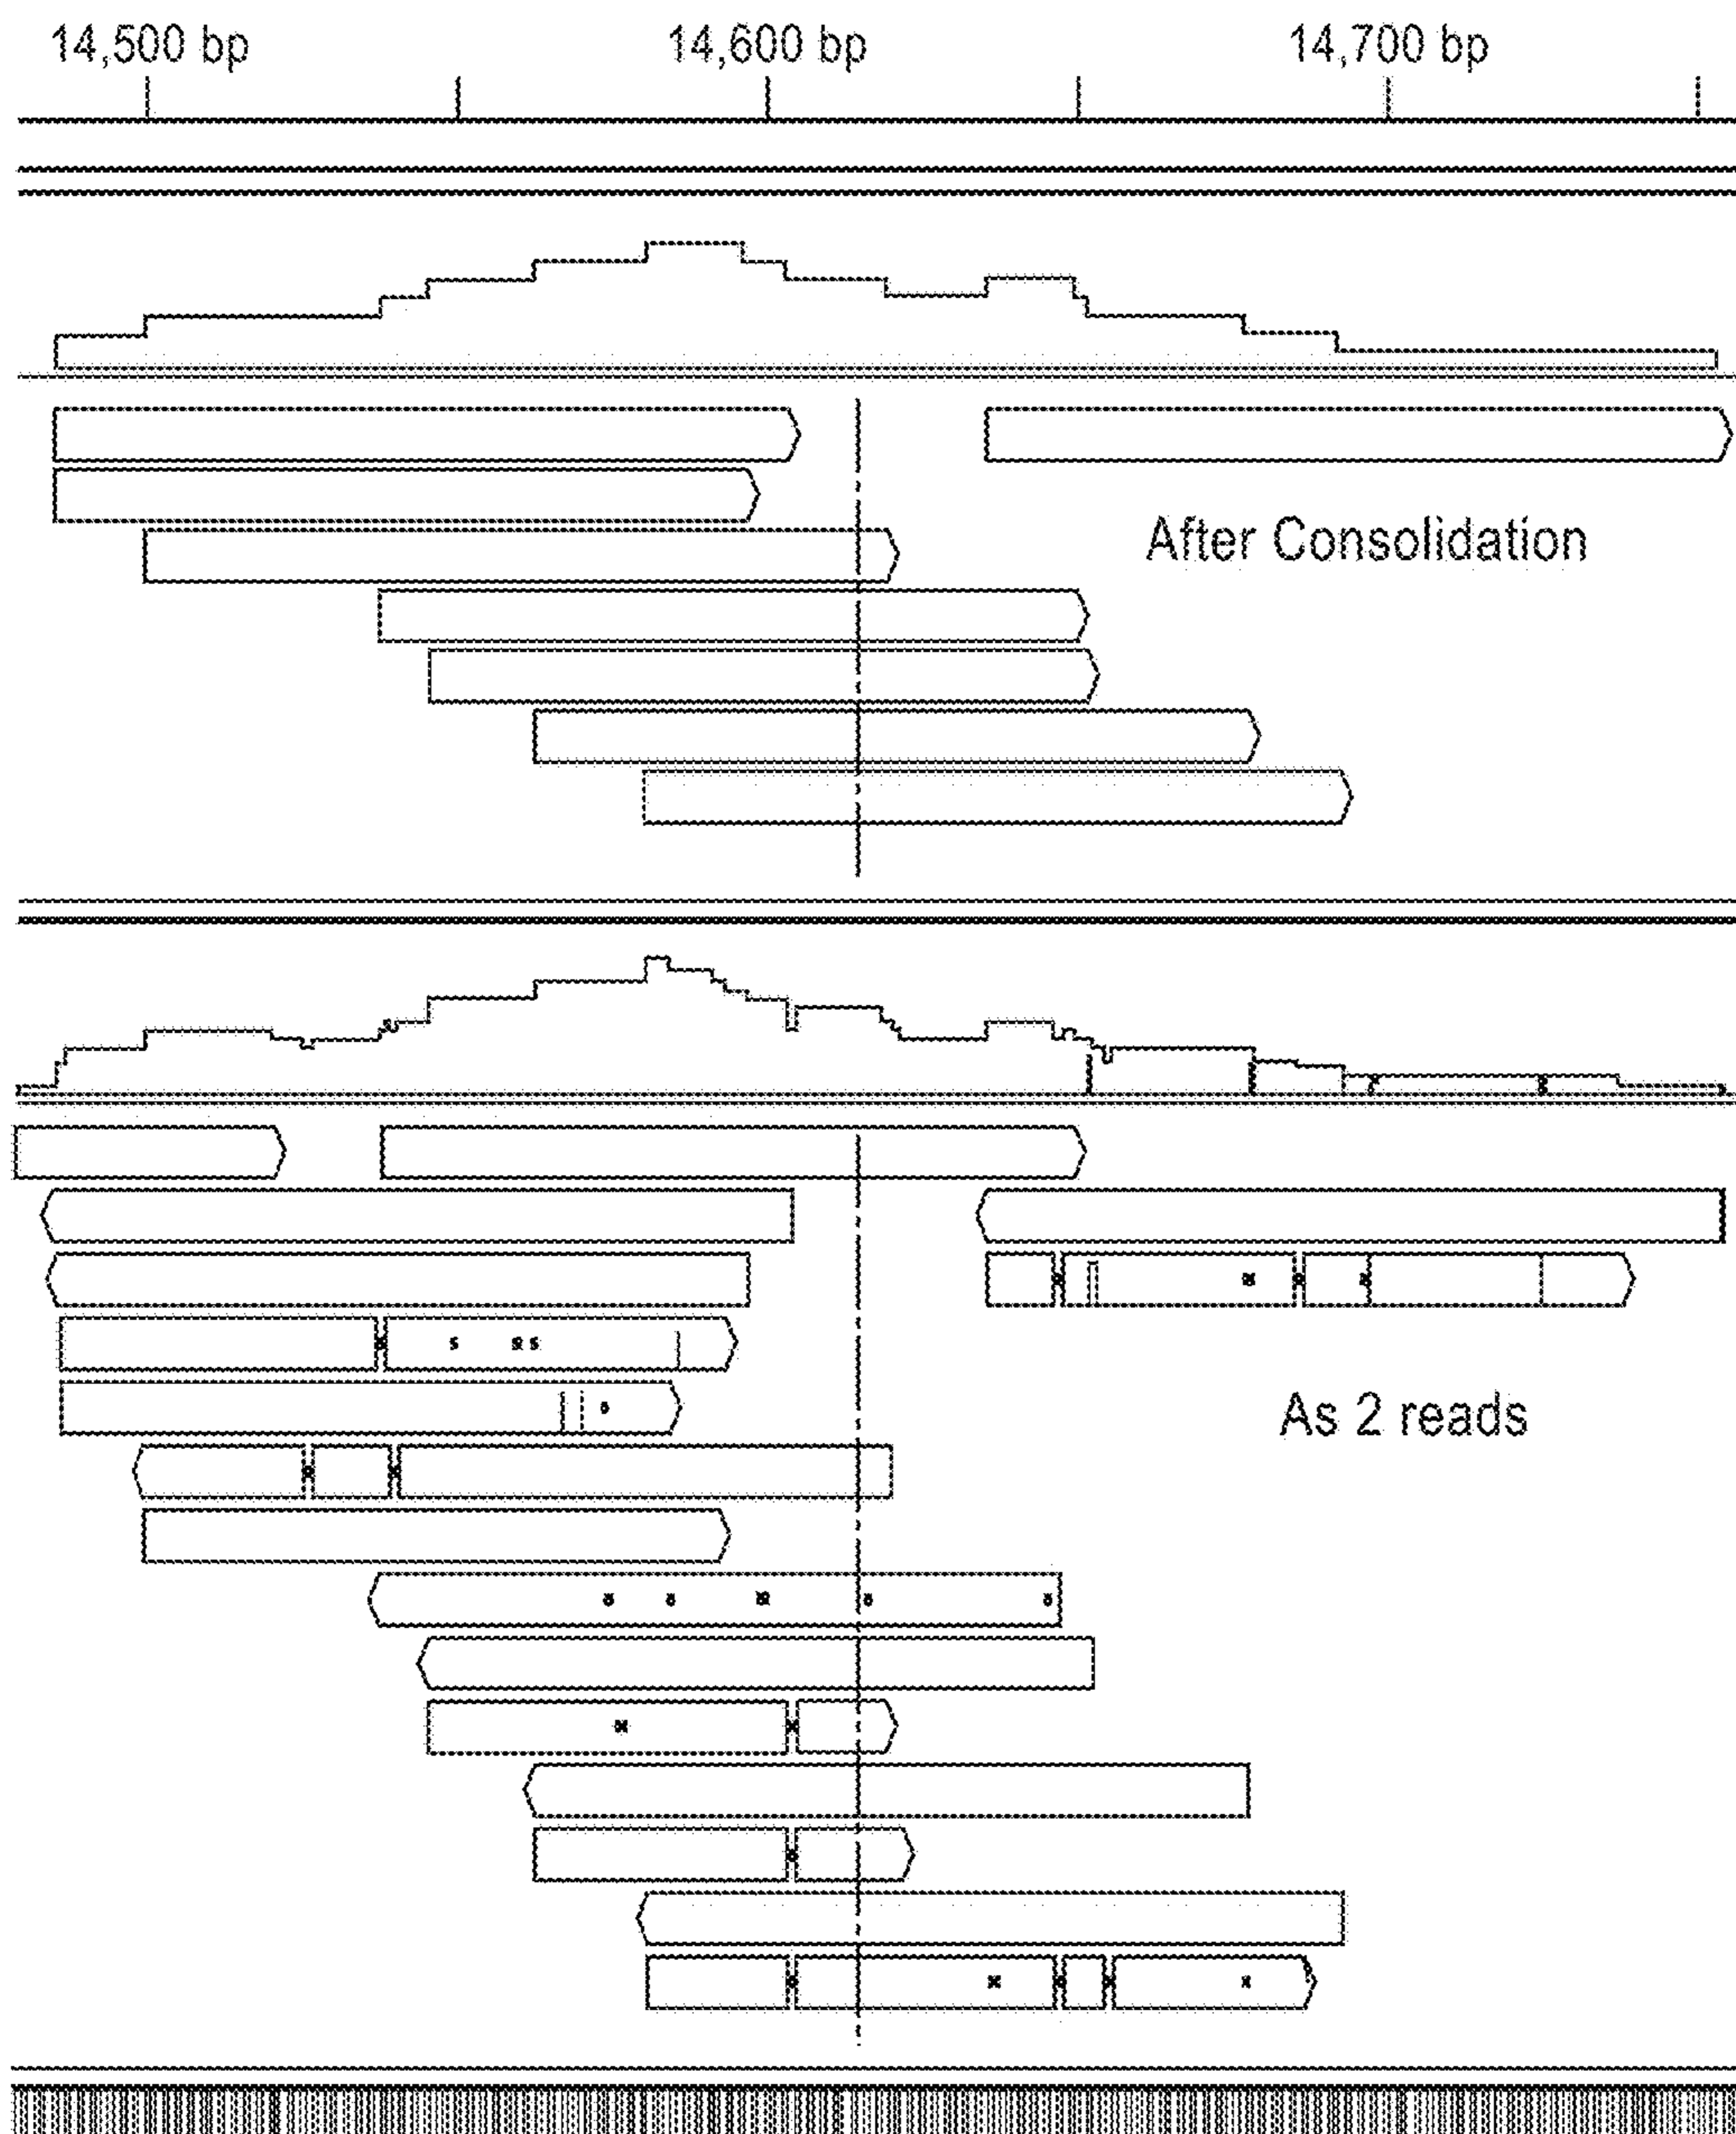 14,500 bp 14,600 bp 14,700 bp
After Consolidation
As 2 reads